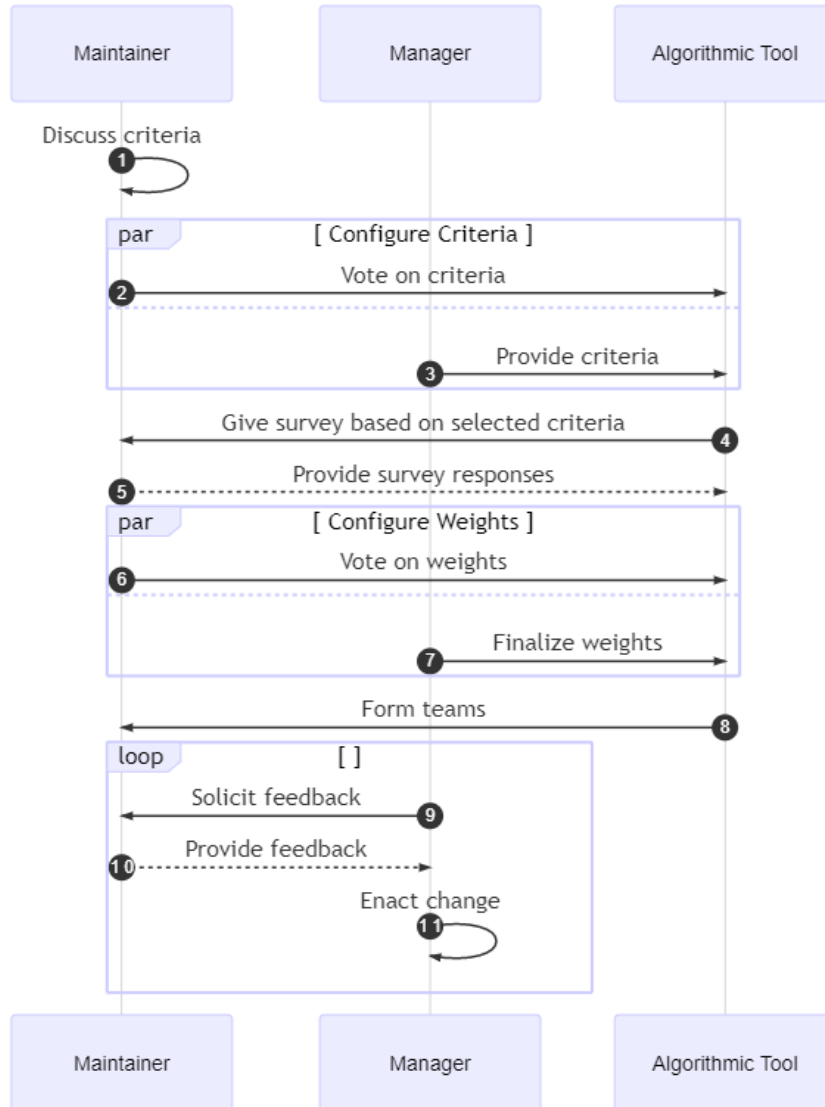 Maintainer
Manager
Algorithmic Tool
Discuss criteria
1
par
[ Configure Criteria ]
Vote on criteria
2
Provide criteria
3
Give survey based on selected criteria
4
Provide survey responses
5
par
[ Configure Weights ]
Vote on weights
6
Finalize weights
7
Form teams
8
loop
[ ]
Solicit feedback
9
Provide feedback
10
Enact change
11
Maintainer
Manager
Algorithmic Tool